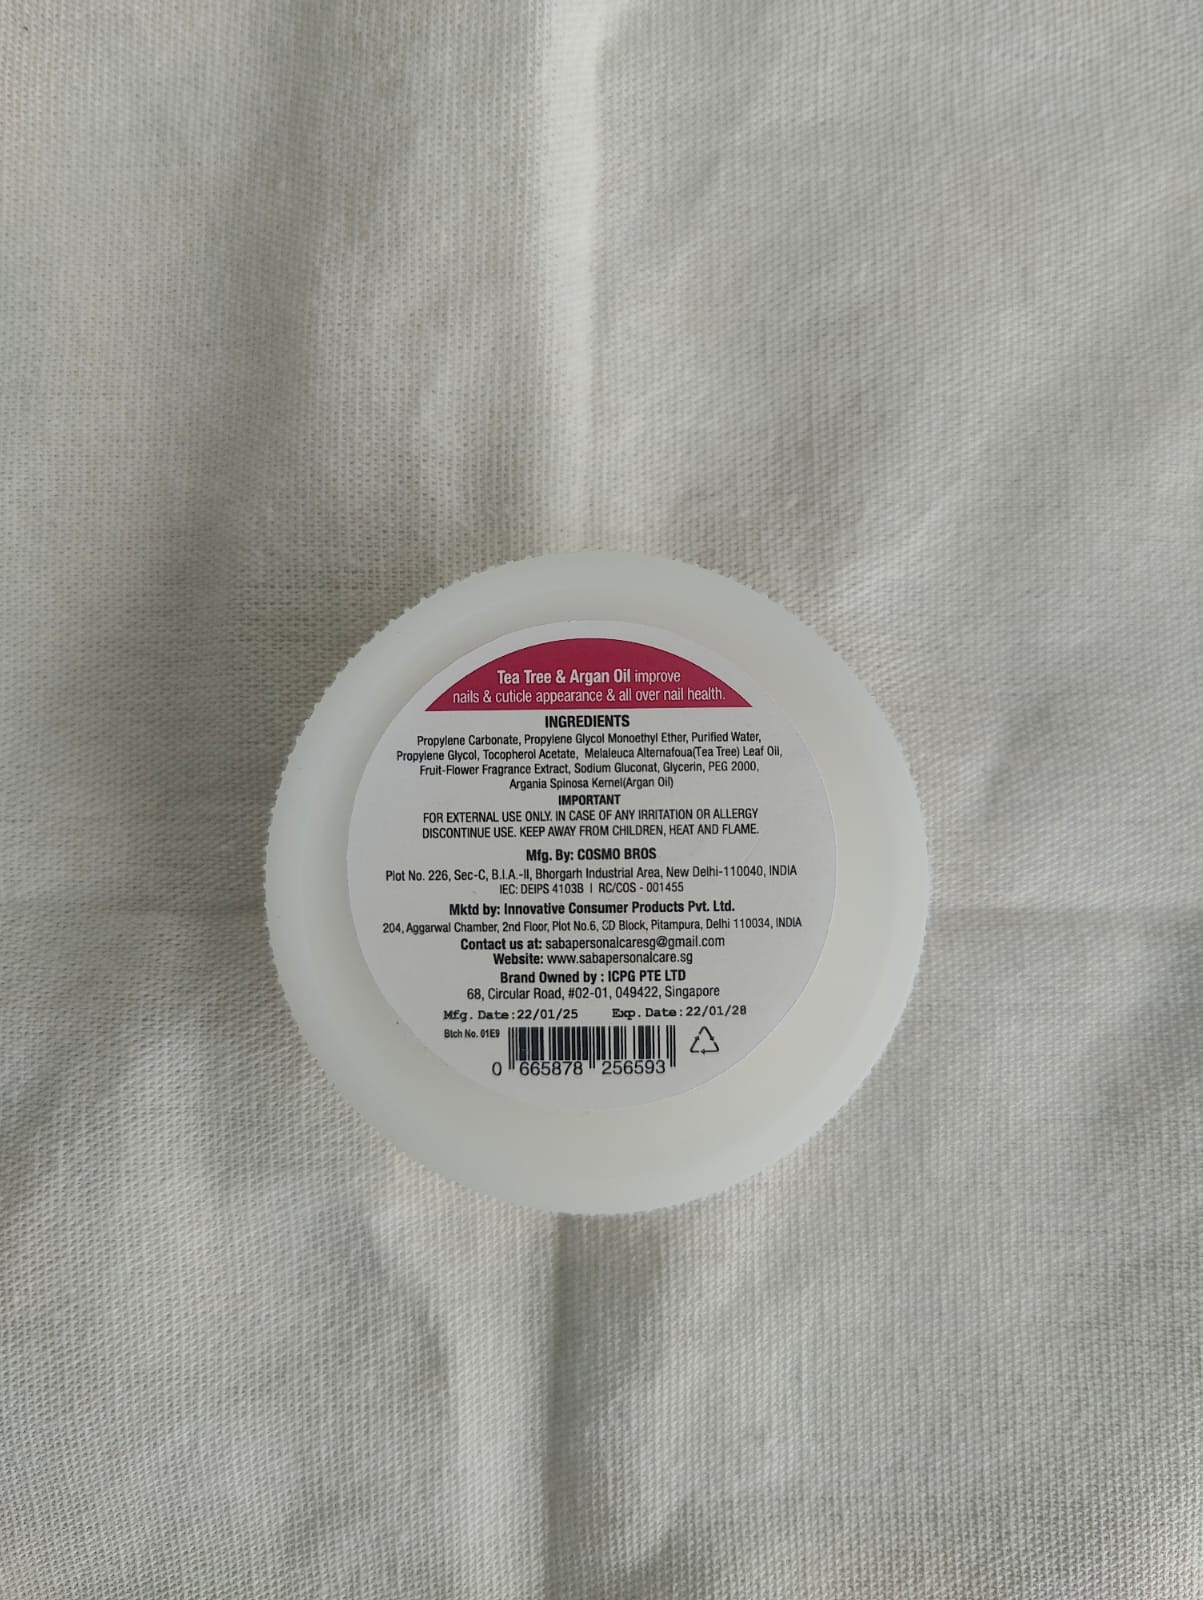 Tea Tree & Argan Oil improve
nails & cuticle appearance & all over nail health.
INGREDIENTS
Propylene Carbonate, Propylene Glycol Monoethyl Ether, Purified Water,
Propylene Glycol, Tocopherol Acetate, Melaleuca Alternafoua(Tea Tree) Leaf Oil,
Fruit-Flower Fragrance Extract, Sodium Gluconat, Glycerin, PEG 2000,
Argania Spinosa Kernel(Argan Oil)
IMPORTANT
FOR EXTERNAL USE ONLY. IN CASE OF ANY IRRITATION OR ALLERGY
DISCONTINUE USE. KEEP AWAY FROM CHILDREN, HEAT AND FLAME.
Mfg. By: COSMO BROS
Plot No. 226, Sec-C, B.I.A.-II, Bhorgarh Industrial Area, New Delhi-110040, INDIA
IEC: DEIPS 4103B | RC/COS - 001455
Mktd by: Innovative Consumer Products Pvt. Ltd.
204, Aggarwal Chamber, 2nd Floor, Plot No.6, SD Block, Pitampura, Delhi 110034, INDIA
Contact us at: sabapersonalcaresg@gmail.com
Website: www.sabapersonalcare.sg
Brand Owned by : ICPG PTE LTD
68, Circular Road, #02-01, 049422, Singapore
Mfg. Date:22/01/25 Exp. Date:22/01/28
Btch No. 01E9
0 665878 256593